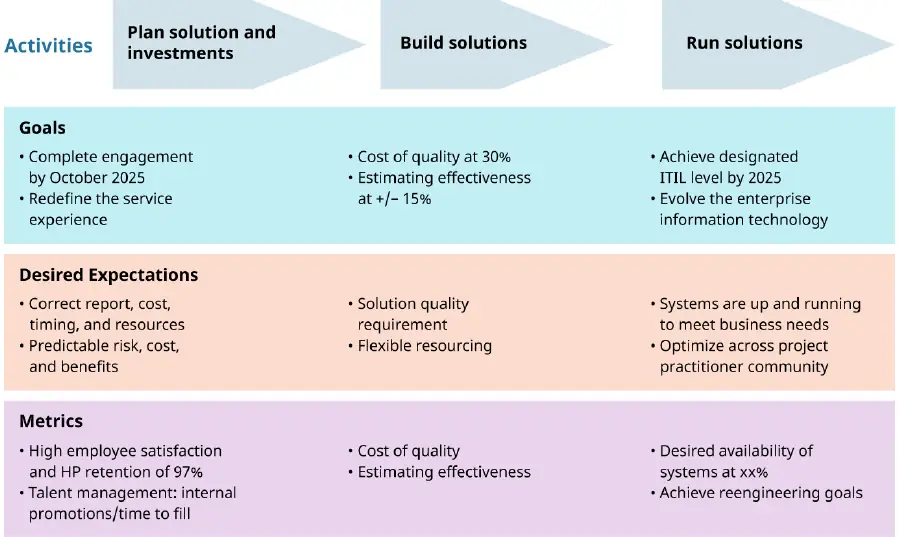 Activities
Plan solution and
investments
Build solutions
Run solutions
Goals
• Complete engagement
by October 2025
• Redefine the service
experience
• Cost of quality at 30%
• Estimating effectiveness
at +/– 15%
• Achieve designated
ITIL level by 2025
• Evolve the enterprise
information technology
Desired Expectations
• Correct report, cost,
timing, and resources
• Predictable risk, cost,
and benefits
• Solution quality
requirement
• Flexible resourcing
• Systems are up and running
to meet business needs
• Optimize across project
practitioner community
Metrics
• High employee satisfaction
and HP retention of 97%
• Talent management: internal
promotions/time to fill
• Cost of quality
• Estimating effectiveness
• Desired availability of
systems at xx%
• Achieve reengineering goals